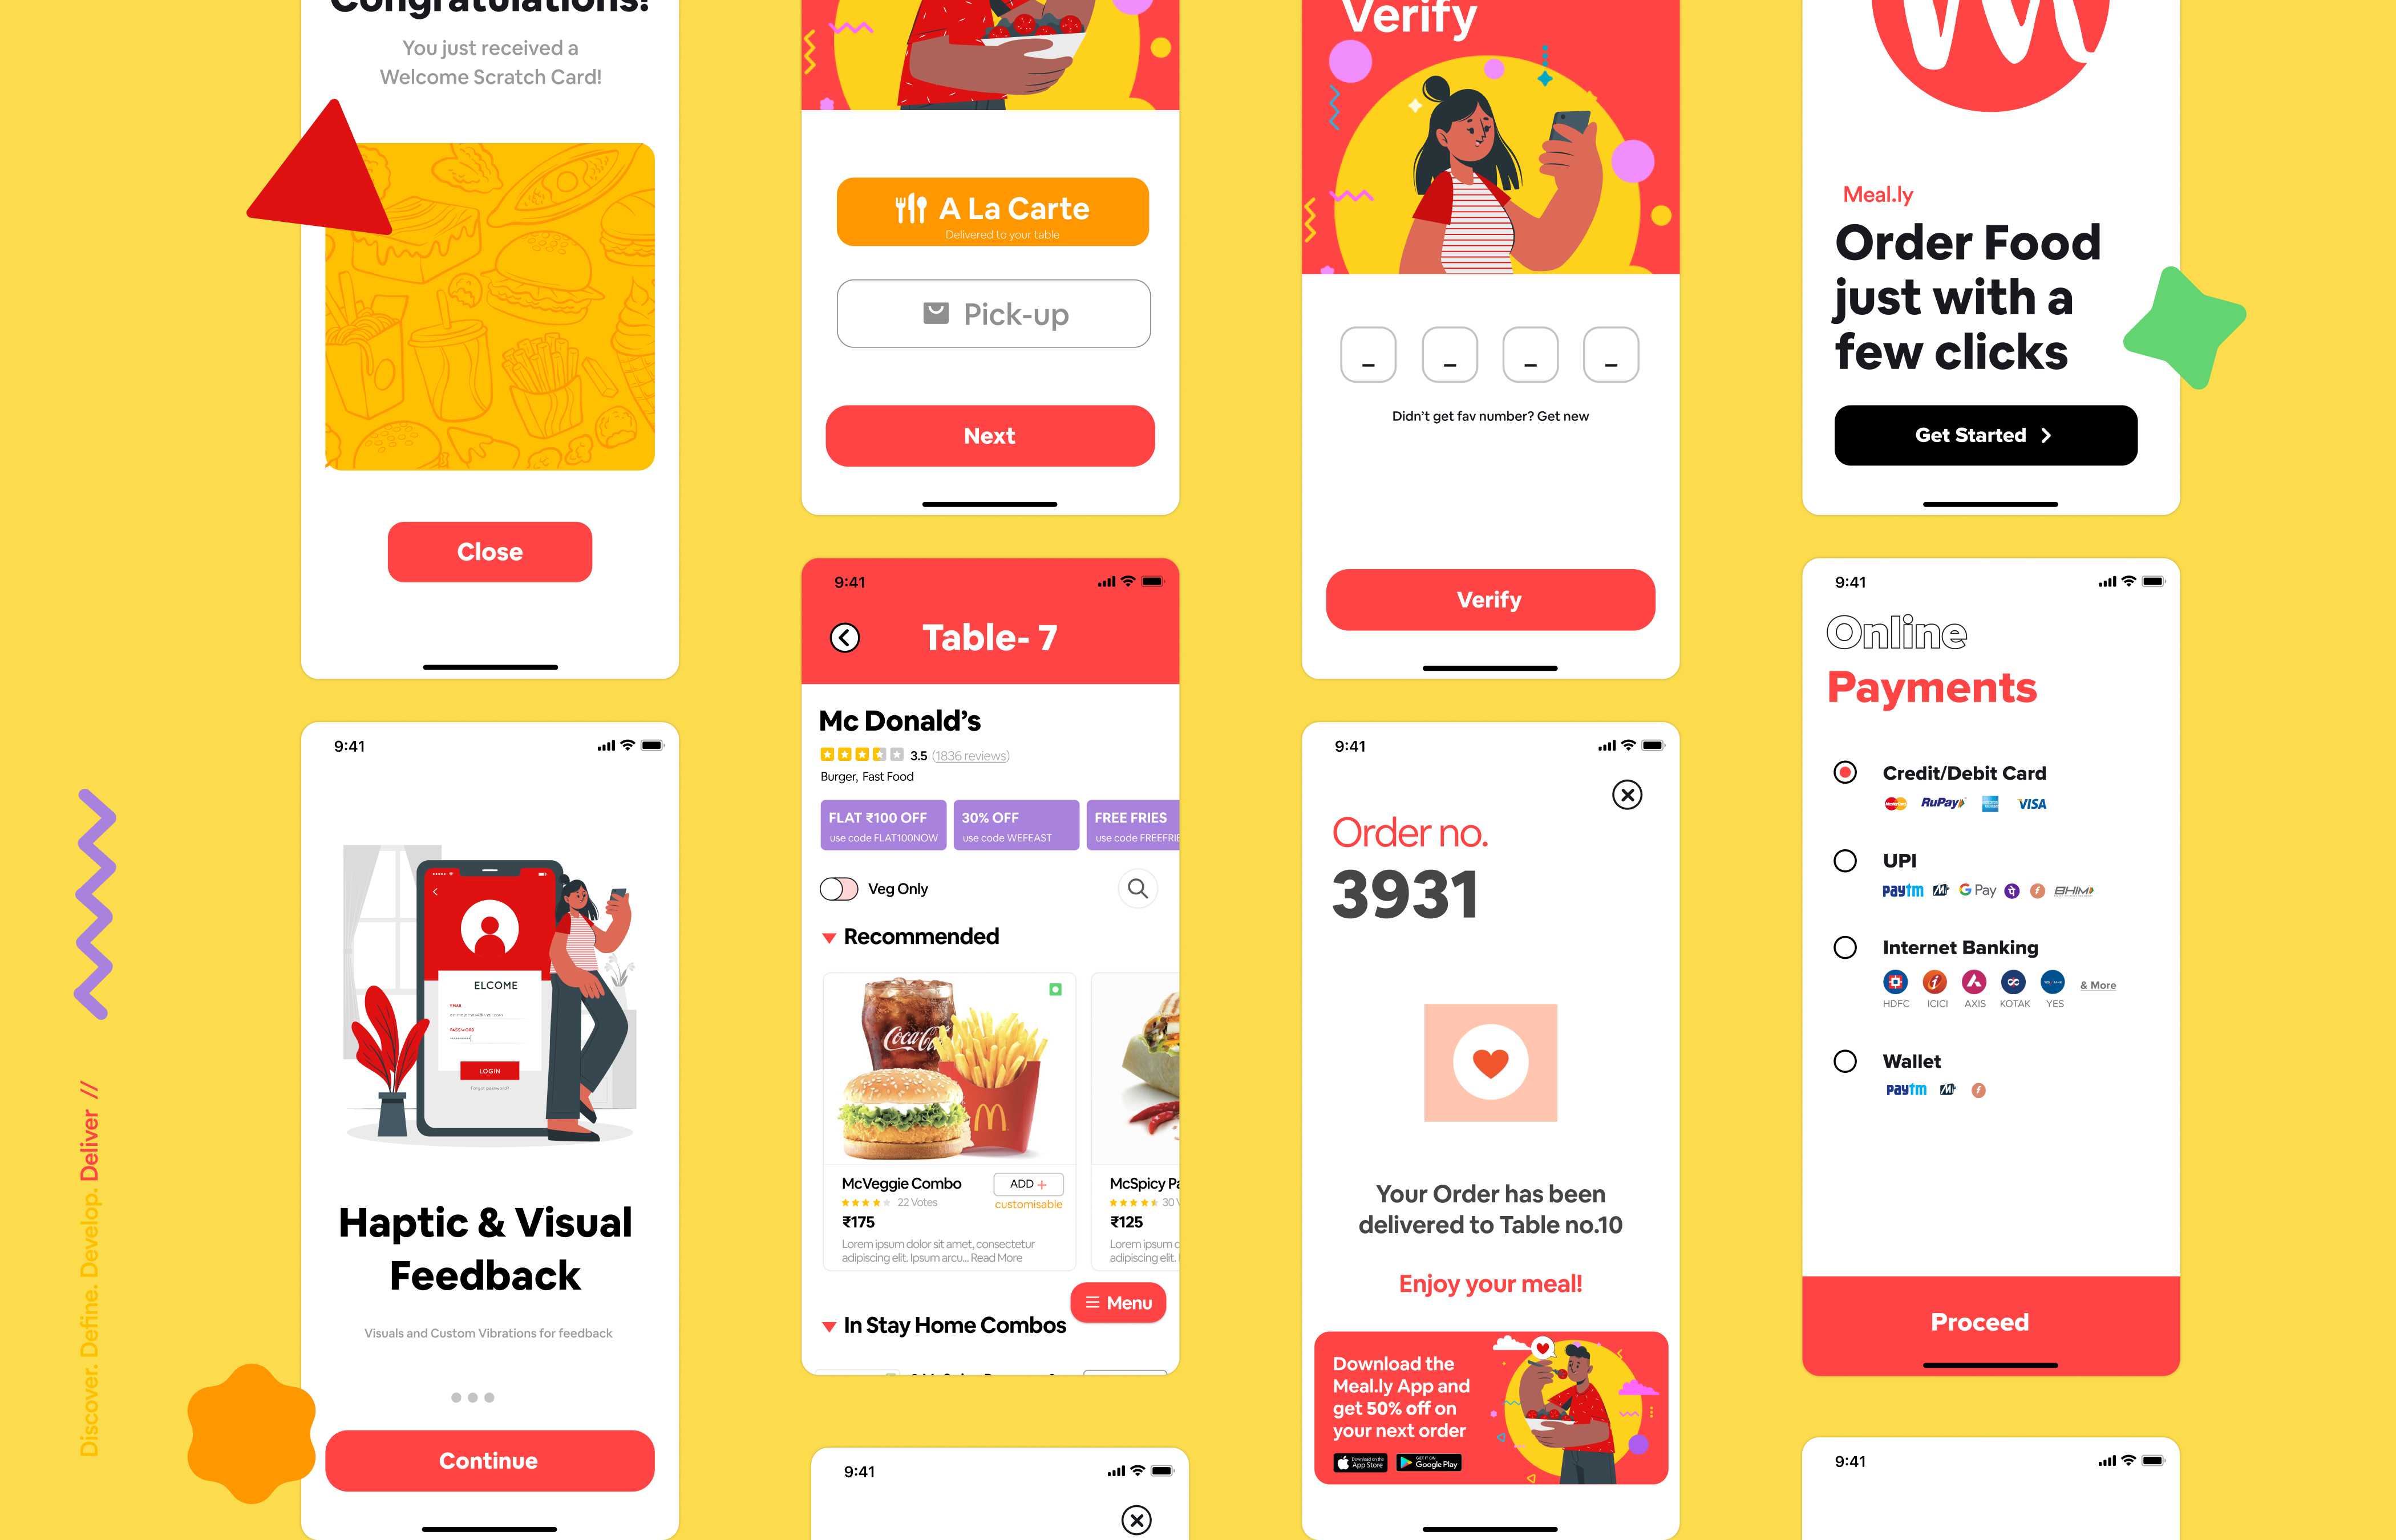 Congratulations!
You just received a
Welcome Scratch Card!
Close
9:41
ELCOME
EMAIL
PASSWORD
LOGIN
Forgot password?
Haptic & Visual
Feedback
Visuals and Custom Vibrations for feedback
Continue
Discover. Define. Develop. Deliver //
A La Carte
Delivered to your table
Pick-up
Next
9:41
Table- 7
Mc Donald's
3.5 (1836 reviews)
Burger, Fast Food
FLAT ₹100 OFF
use code FLAT100NOW
30% OFF
use code WEFEAST
FREE FRIES
use code FREEFRIE
Veg Only
Recommended
Coca-Cola
McVeggie Combo
ADD +
22 Votes
customisable
₹175
Lorem ipsum dolor sit amet, consectetur
adipiscing elit. Ipsum arcu... Read More
McSpicy Pa
30 V
₹125
Lorem ipsum c
adipiscing elit. I
Menu
In Stay Home Combos
9:41
Verify
Didn't get fav number? Get new
Verify
9:41
Order no.
3931
Your Order has been
delivered to Table no.10
Enjoy your meal!
Download the
Meal.ly App and
get 50% off on
your next order
Download on the
App Store
GET IT ON
Google Play
Meal.ly
Order Food
just with a
few clicks
Get Started
9:41
Online
Payments
Credit/Debit Card
RuPay
VISA
UPI
paytm
G Pay
BHIM
Internet Banking
HDFC ICICI AXIS KOTAK YES & More
Wallet
paytm
Proceed
9:41